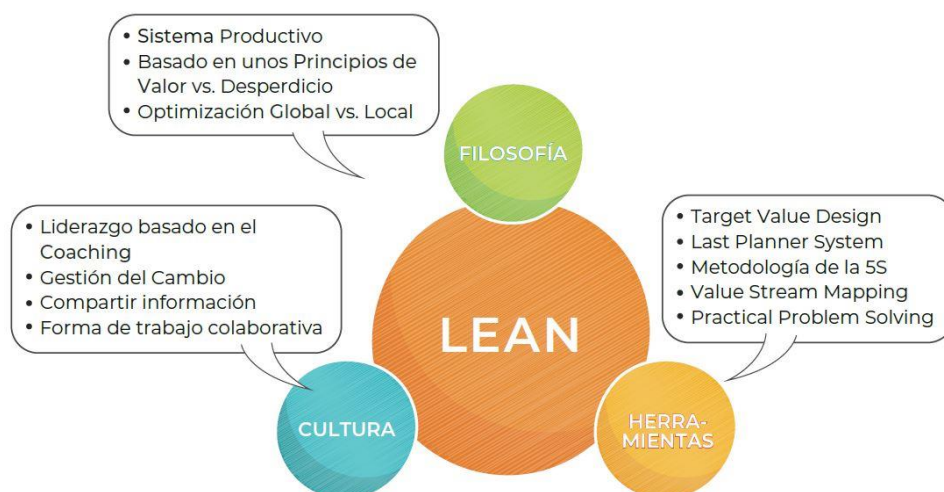 • Sistema Productivo
• Basado en unos Principios de
Valor vs. Desperdicio
• Optimización Global vs. Local
FILOSOFÍA
• Liderazgo basado en el
Coaching
• Gestión del Cambio
• Compartir información
• Forma de trabajo colaborativa
• Target Value Design
• Last Planner System
• Metodología de la 5S
• Value Stream Mapping
• Practical Problem Solving
LEAN
CULTURA
HERRA-
MIENTAS